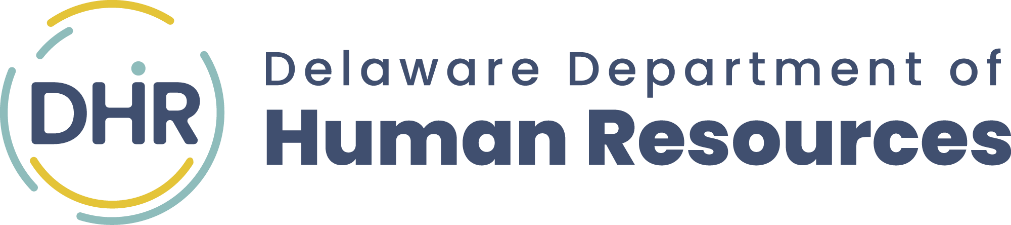 DHR
Delaware Department of
Human Resources